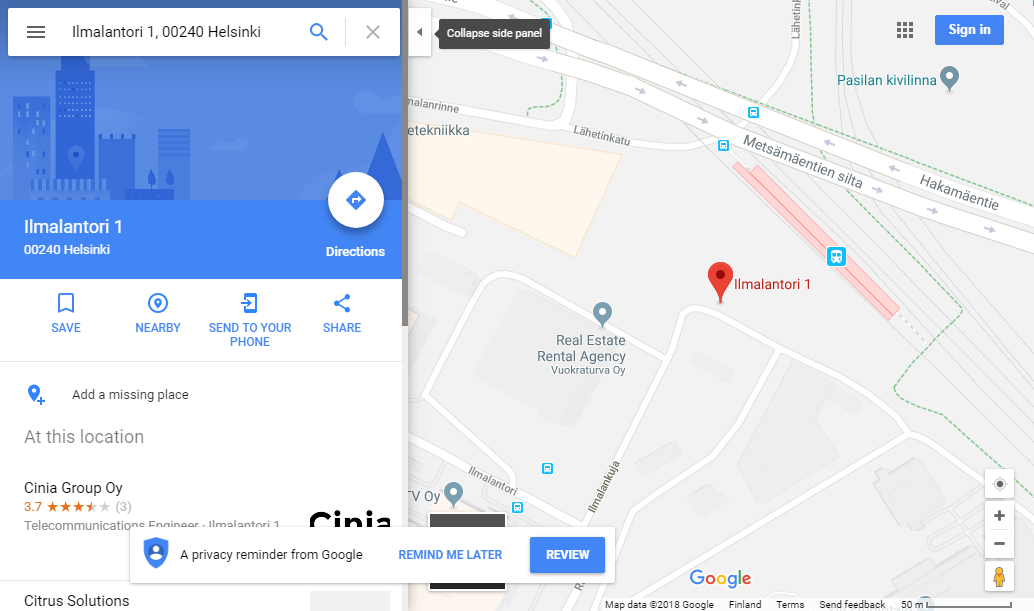 Ilmalantori 1, 00240 Helsinki
Collapse side panel
Sign in
Ilmalantori 1
00240 Helsinki
Directions
SAVE
NEARBY
SEND TO YOUR
PHONE
SHARE
Add a missing place
At this location
Cinia Group Oy
3.7 (3)
Telecommunications Engineer · Ilmalantori 1
Cinia
Citrus Solutions
A privacy reminder from Google
REMIND ME LATER
REVIEW
Pasilan kivilinna
Lähetinkatu
Metsämäentien silta
Hakamäentie
Ilmalantori 1
Real Estate
Rental Agency
Vuokraturva Oy
Ilmalantori
Ilmalankuja
TV Oy
Google
Map data ©2018 Google
Finland
Terms
Send feedback
50 m